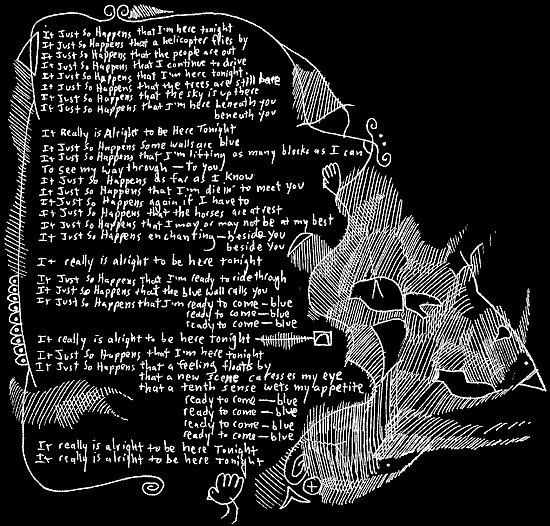 It Just So Happens that I'm here tonight
It Just So Happens that a helicopter flies by
It Just So Happens that the people are out
It Just So Happens that I continue to drive
It Just So Happens that I'm here tonight
It Just So Happens that the trees are still bare
It Just So Happens that the sky is up there
It Just So Happens that I'm here beneath you
beneath you
It Really is Alright to Be Here Tonight
It Just So Happens some walls are blue
It Just So Happens that I'm lifting as many blocks as I can
To see my way through — to you
It Just So Happens as far as I know
It Just So Happens that I'm diein' to meet you
It Just So Happens again if I have to
It Just So Happens that the horses are at rest
It Just So Happens that I may or may not be at my best
It Just So Happens enchanting — beside you
beside you
It really is alright to be here tonight
It Just So Happens that I'm ready to ride through
It Just So Happens that the blue wall calls you
It Just So Happens that I'm ready to come — blue
ready to come — blue
ready to come — blue
It really is alright to be here tonight
It Just So Happens that I'm here tonight
It Just So Happens that a feeling floats by
that a new scene caresses my eye
that a tenth sense wets my appetite
ready to come — blue
ready to come — blue
ready to come — blue
ready to come — blue
It really is alright to be here Tonight
It really is alright to be here Tonight